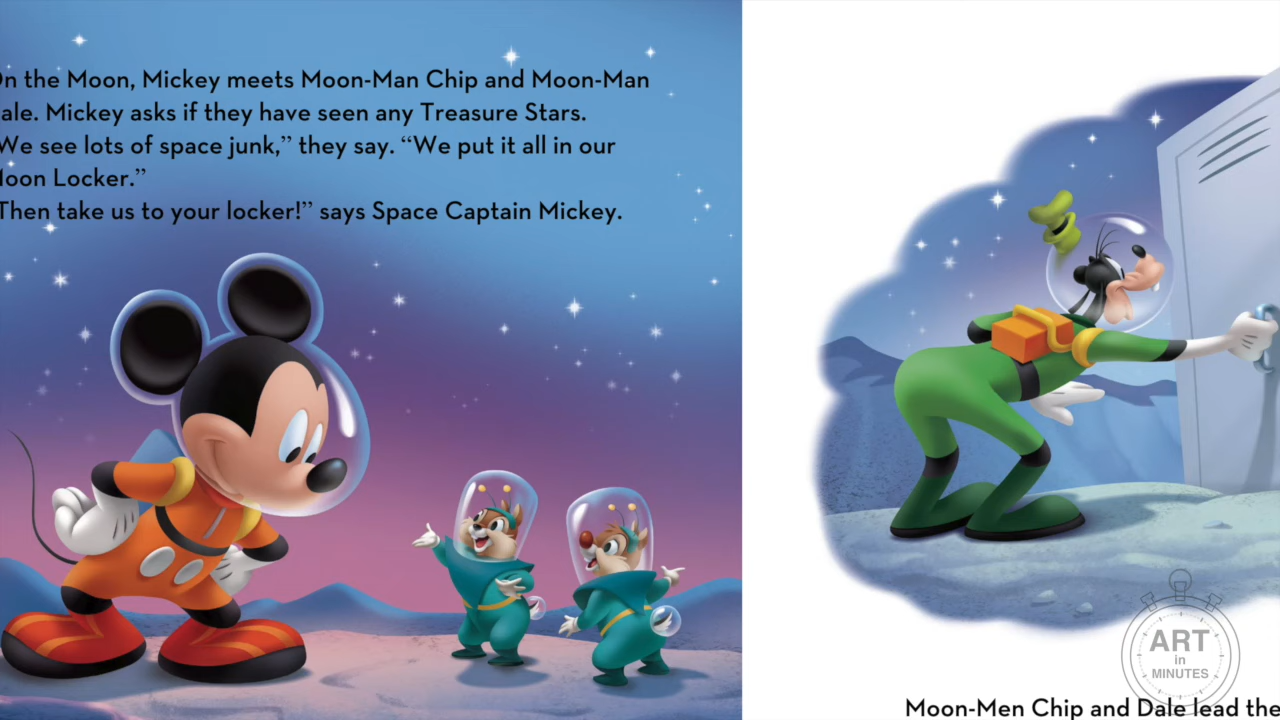 On the Moon, Mickey meets Moon-Man Chip and Moon-Man
ale. Mickey asks if they have seen any Treasure Stars.
We see lots of space junk,” they say. “We put it all in our
Moon Locker.”
Then take us to your locker!” says Space Captain Mickey.
Moon-Men Chip and Dale lead the
ART
in
MINUTES